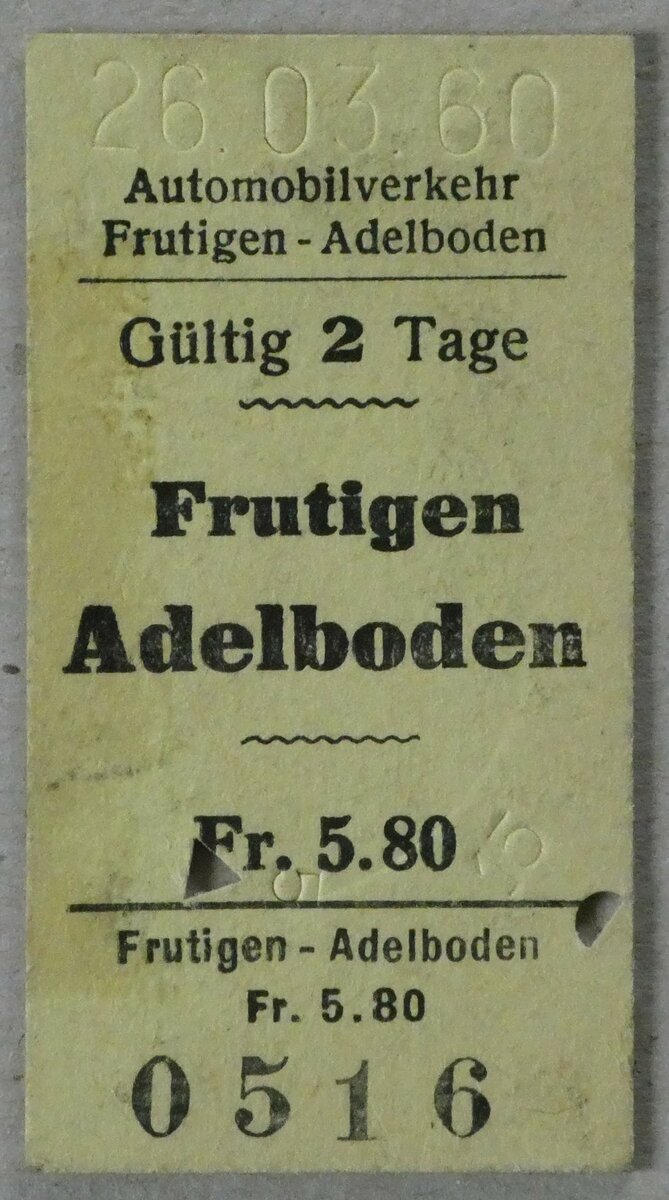 26.03.60
Automobilverkehr
Frutigen - Adelboden
Gültig 2 Tage
Frutigen
Adelboden
Fr. 5.80
Frutigen - Adelboden
Fr. 5.80
0516